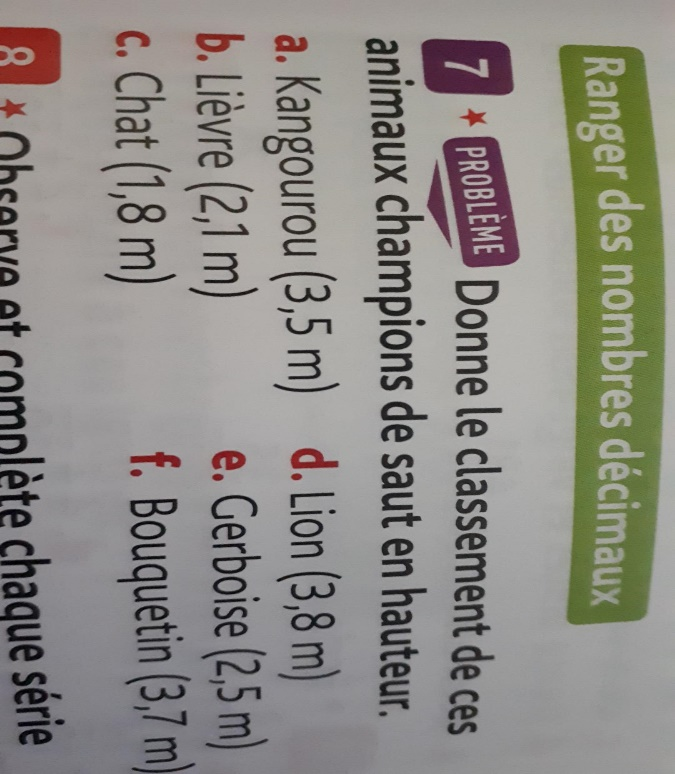 Ranger des nombres décimaux
7 ★ PROBLÈME Donne le classement de ces
animaux champions de saut en hauteur.
a. Kangourou (3,5 m) d. Lion (3,8 m)
b. Lièvre (2,1 m) e. Gerboise (2,5 m)
c. Chat (1,8 m) f. Bouquetin (3,7 m)
8 ★ Observe et complète chaque série